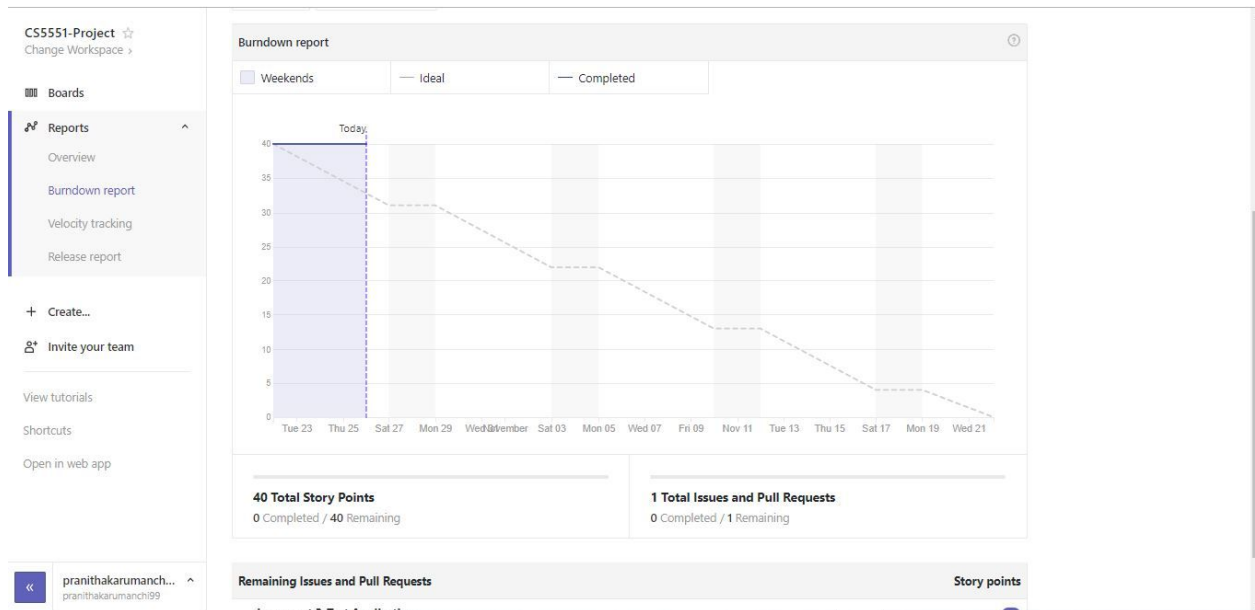 CS5551-Project
Change Workspace >
Boards
Reports
Overview
Burndown report
Velocity tracking
Release report
+ Create...
Invite your team
View tutorials
Shortcuts
Open in web app
«
pranithakarumanch...
pranithakarumanchi99
Burndown report
?
Weekends
Ideal
Completed
Today
40
35
30
25
20
15
10
5
0
Tue 23 Thu 25 Sat 27 Mon 29 Wed November Sat 03 Mon 05 Wed 07 Fri 09 Nov 11 Tue 13 Thu 15 Sat 17 Mon 19 Wed 21
40 Total Story Points
0 Completed / 40 Remaining
1 Total Issues and Pull Requests
0 Completed / 1 Remaining
Remaining Issues and Pull Requests
Story points